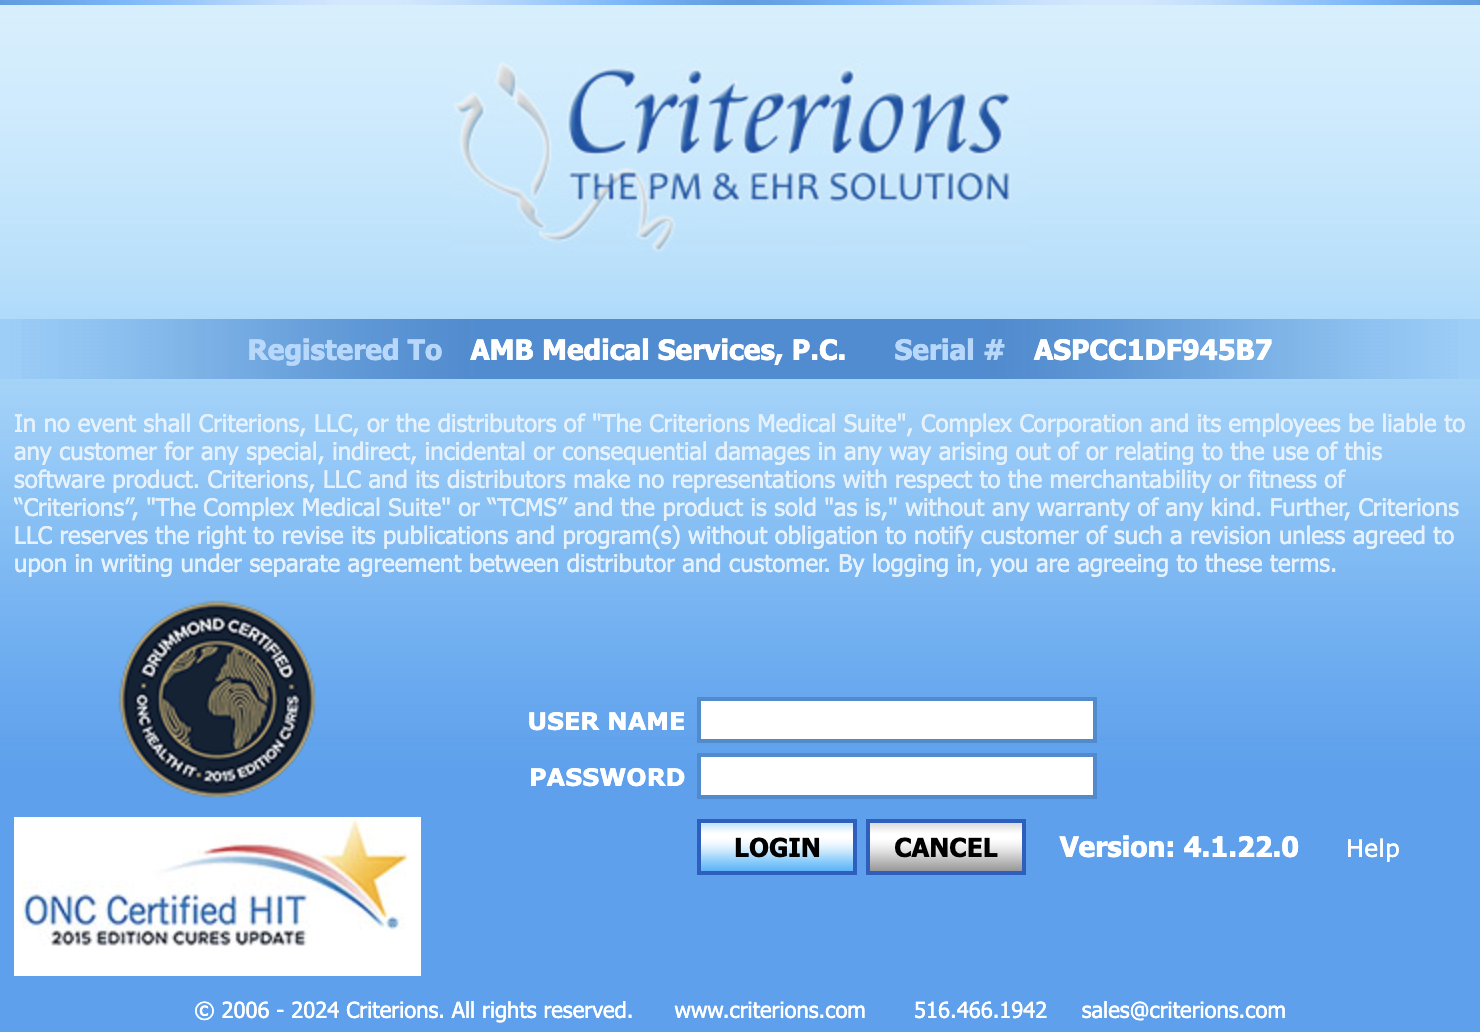 Criterions
THE PM & EHR SOLUTION
Registered To AMB Medical Services, P.C. Serial # ASPCC1DF945B7
In no event shall Criterions, LLC, or the distributors of "The Criterions Medical Suite", Complex Corporation and its employees be liable to
any customer for any special, indirect, incidental or consequential damages in any way arising out of or relating to the use of this
software product. Criterions, LLC and its distributors make no representations with respect to the merchantability or fitness of
“Criterions”, "The Complex Medical Suite" or “TCMS” and the product is sold "as is," without any warranty of any kind. Further, Criterions
LLC reserves the right to revise its publications and program(s) without obligation to notify customer of such a revision unless agreed to
upon in writing under separate agreement between distributor and customer. By logging in, you are agreeing to these terms.
DRUMMOND CERTIFIED
ONC HEALTH IT · 2015 EDITION CURES
USER NAME
PASSWORD
LOGIN CANCEL Version: 4.1.22.0 Help
ONC Certified HIT
2015 EDITION CURES UPDATE
© 2006 - 2024 Criterions. All rights reserved. www.criterions.com 516.466.1942 sales@criterions.com